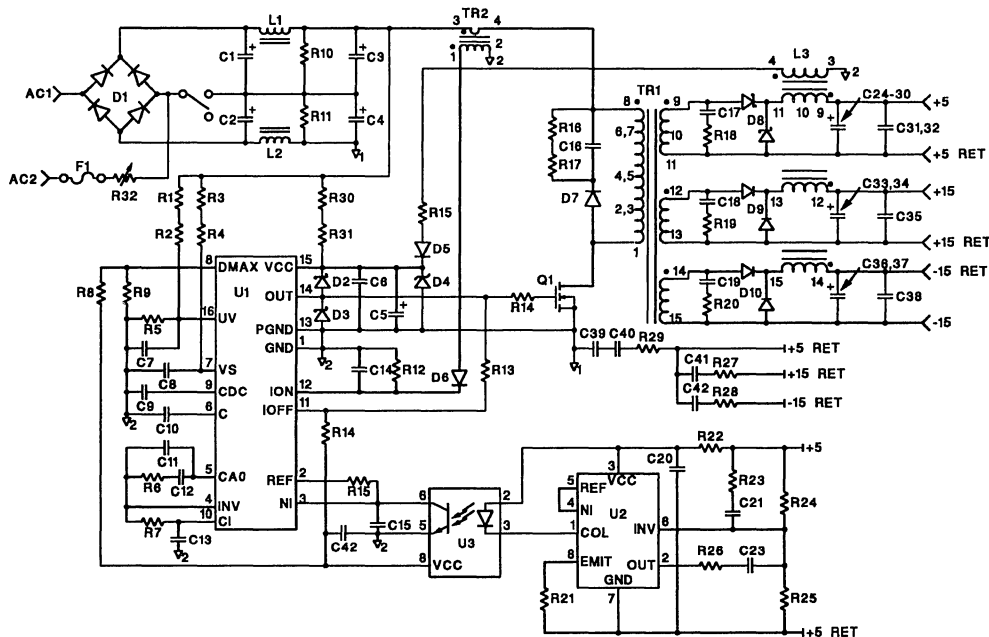 L1
TR2
3
4
1
2
2
C1
+
R10
+
C3
AC1
D1
C2
+
R11
+
C4
L2
1
AC2
F1
R32
L3
4
3
2
TR1
8
9
6,7
10
4,5
11
2,3
1
R16
C16
R17
D7
C17
R18
D8
11
10
9
+
C24-30
C31,32
+5
+5 RET
12
13
C18
R19
D9
13
12
+
C33,34
C35
+15
+15 RET
14
15
C19
R20
D10
15
14
+
C36,37
C38
-15 RET
-15
R1
R3
R2
R4
R30
R31
R15
D5
D4
R8
R9
R5
C7
C8
C9
C10
2
C11
R6
C12
R7
C13
2
8
DMAX
VCC
15
U1
OUT
14
16
UV
PGND
13
GND
1
7
VS
9
CDC
ION
12
6
C
IOFF
11
5
CA0
REF
2
4
INV
NI
3
10
CI
D2
D3
C6
+
C5
2
C14
R12
D6
R13
R14
Q1
1
C39
C40
R29
+5 RET
C41
R27
+15 RET
C42
R28
-15 RET
R14
R15
C42
C15
2
6
5
8
VCC
U3
2
3
C20
R22
+5
R23
C21
R24
5
REF
3
VCC
4
NI
U2
1
COL
INV
6
8
EMIT
OUT
2
GND
7
R26
C23
R21
R25
+5 RET